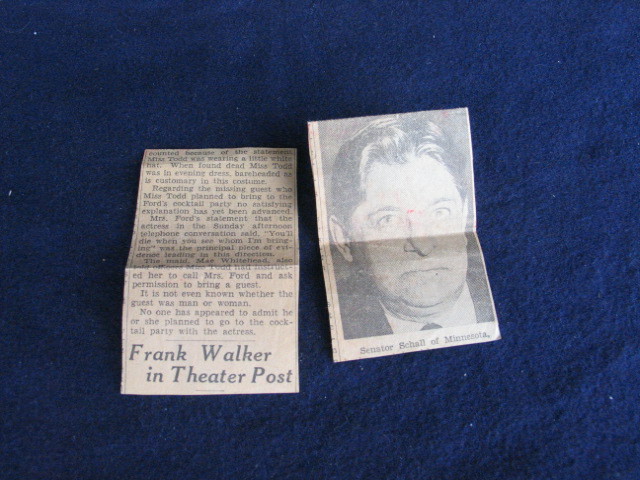 counted because of the statement
Miss Todd was wearing a little white
hat. When found dead Miss Todd
was in evening dress, bareheaded as
is customary in this costume.
Regarding the missing guest who
Miss Todd planned to bring to the
Ford's cocktail party no satisfying
explanation has yet been advanced.
Mrs. Ford's statement that the
actress in the Sunday afternoon
telephone conversation said, "You'll
die when you see whom I'm bring-
ing" was the principal piece of evi-
dence leading in this direction.
The maid, Mae Whitehead, also
told officer Miss Todd had instruct-
ed her to call Mrs. Ford and ask
permission to bring a guest.
It is not even known whether the
guest was man or woman.
No one has appeared to admit he
or she planned to go to the cock-
tail party with the actress.
Frank Walker
in Theater Post
Senator Schall of Minnesota.